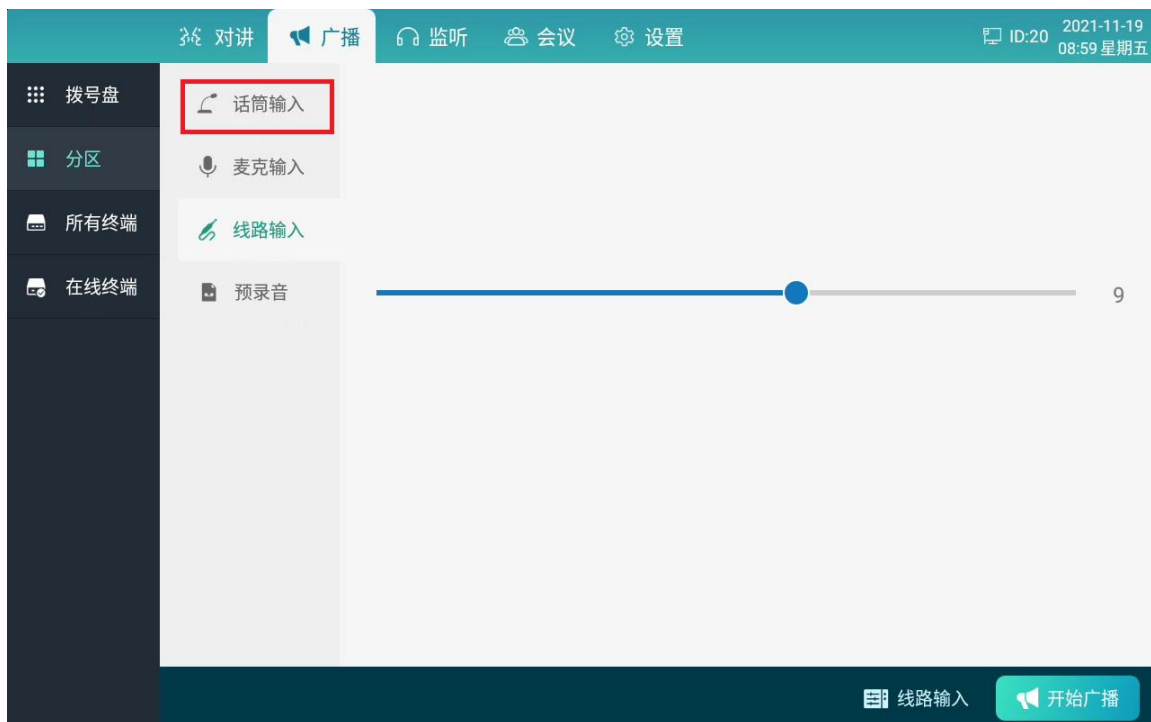 对讲
广播
监听
会议
设置
ID:20
2021-11-19
08:59 星期五
拨号盘
分区
所有终端
在线终端
话筒输入
麦克输入
线路输入
预录音
9
线路输入
开始广播